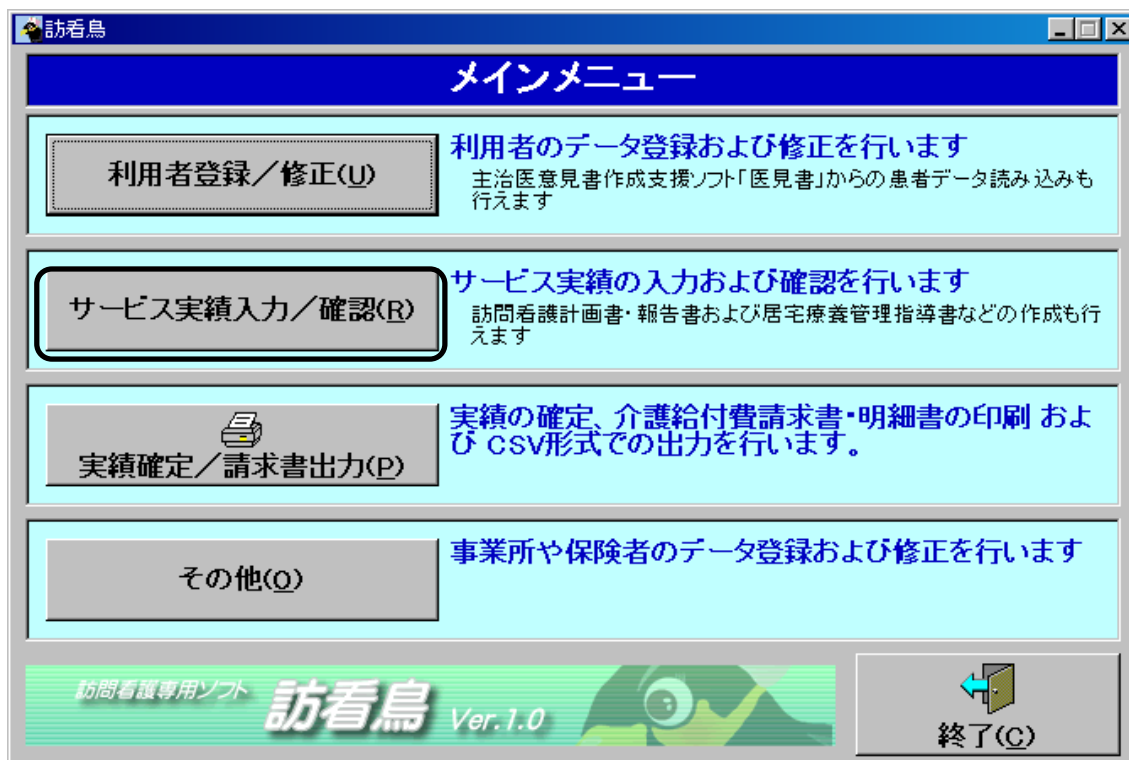 訪看鳥
メインメニュー
利用者登録／修正(U)
利用者のデータ登録および修正を行います
主治医意見書作成支援ソフト「医見書」からの患者データ読み込みも
行えます
サービス実績入力／確認(R)
サービス実績の入力および確認を行います
訪問看護計画書・報告書および居宅療養管理指導書などの作成も行
えます
実績確定／請求書出力(P)
実績の確定、介護給付費請求書・明細書の印刷 およ
び CSV形式での出力を行います。
その他(O)
事業所や保険者のデータ登録および修正を行います
訪問看護専用ソフト 訪看鳥 Ver.1.0
終了(C)